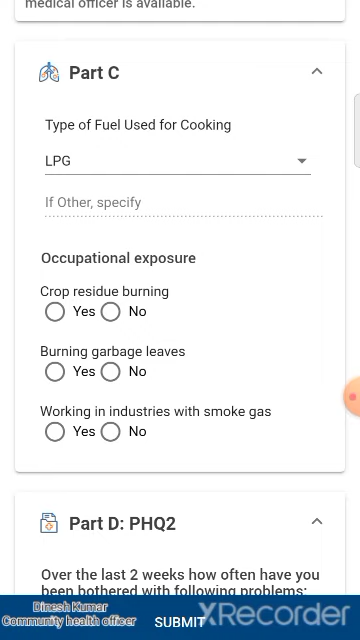 medical officer is available.
Part C
Type of Fuel Used for Cooking
LPG
If Other, specify
Occupational exposure
Crop residue burning
Yes No
Burning garbage leaves
Yes No
Working in industries with smoke gas
Yes No
Part D: PHQ2
Over the last 2 weeks how often have you
been bothered with following problems:
Dinesh Kumar
Community health officer
SUBMIT
XRecorder